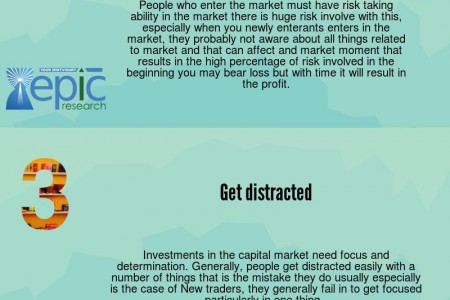 People who enter the market must have risk taking
ability in the market there is huge risk involve with this,
especially when you newly enterants enters in the
market, they probably not aware about all things related
to market and that can affect and market moment that
results in the high percentage of risk involved in the
beginning you may bear loss but with time it will result in
the profit.
epic
research
3
Get distracted
Investments in the capital market need focus and
determination. Generally, people get distracted easily with a
number of things that is the mistake they do usually especially
is the case of New traders, they generally fail in to get focused
particularly in one thing